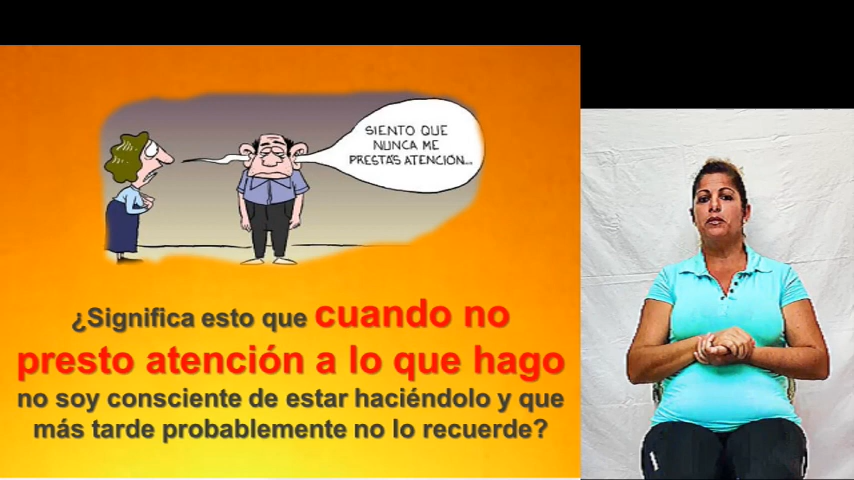 SIENTO QUE
NUNCA ME
PRESTÁS ATENCIÓN...
¿Significa esto que cuando no
presto atención a lo que hago
no soy consciente de estar haciéndolo y que
más tarde probablemente no lo recuerde?